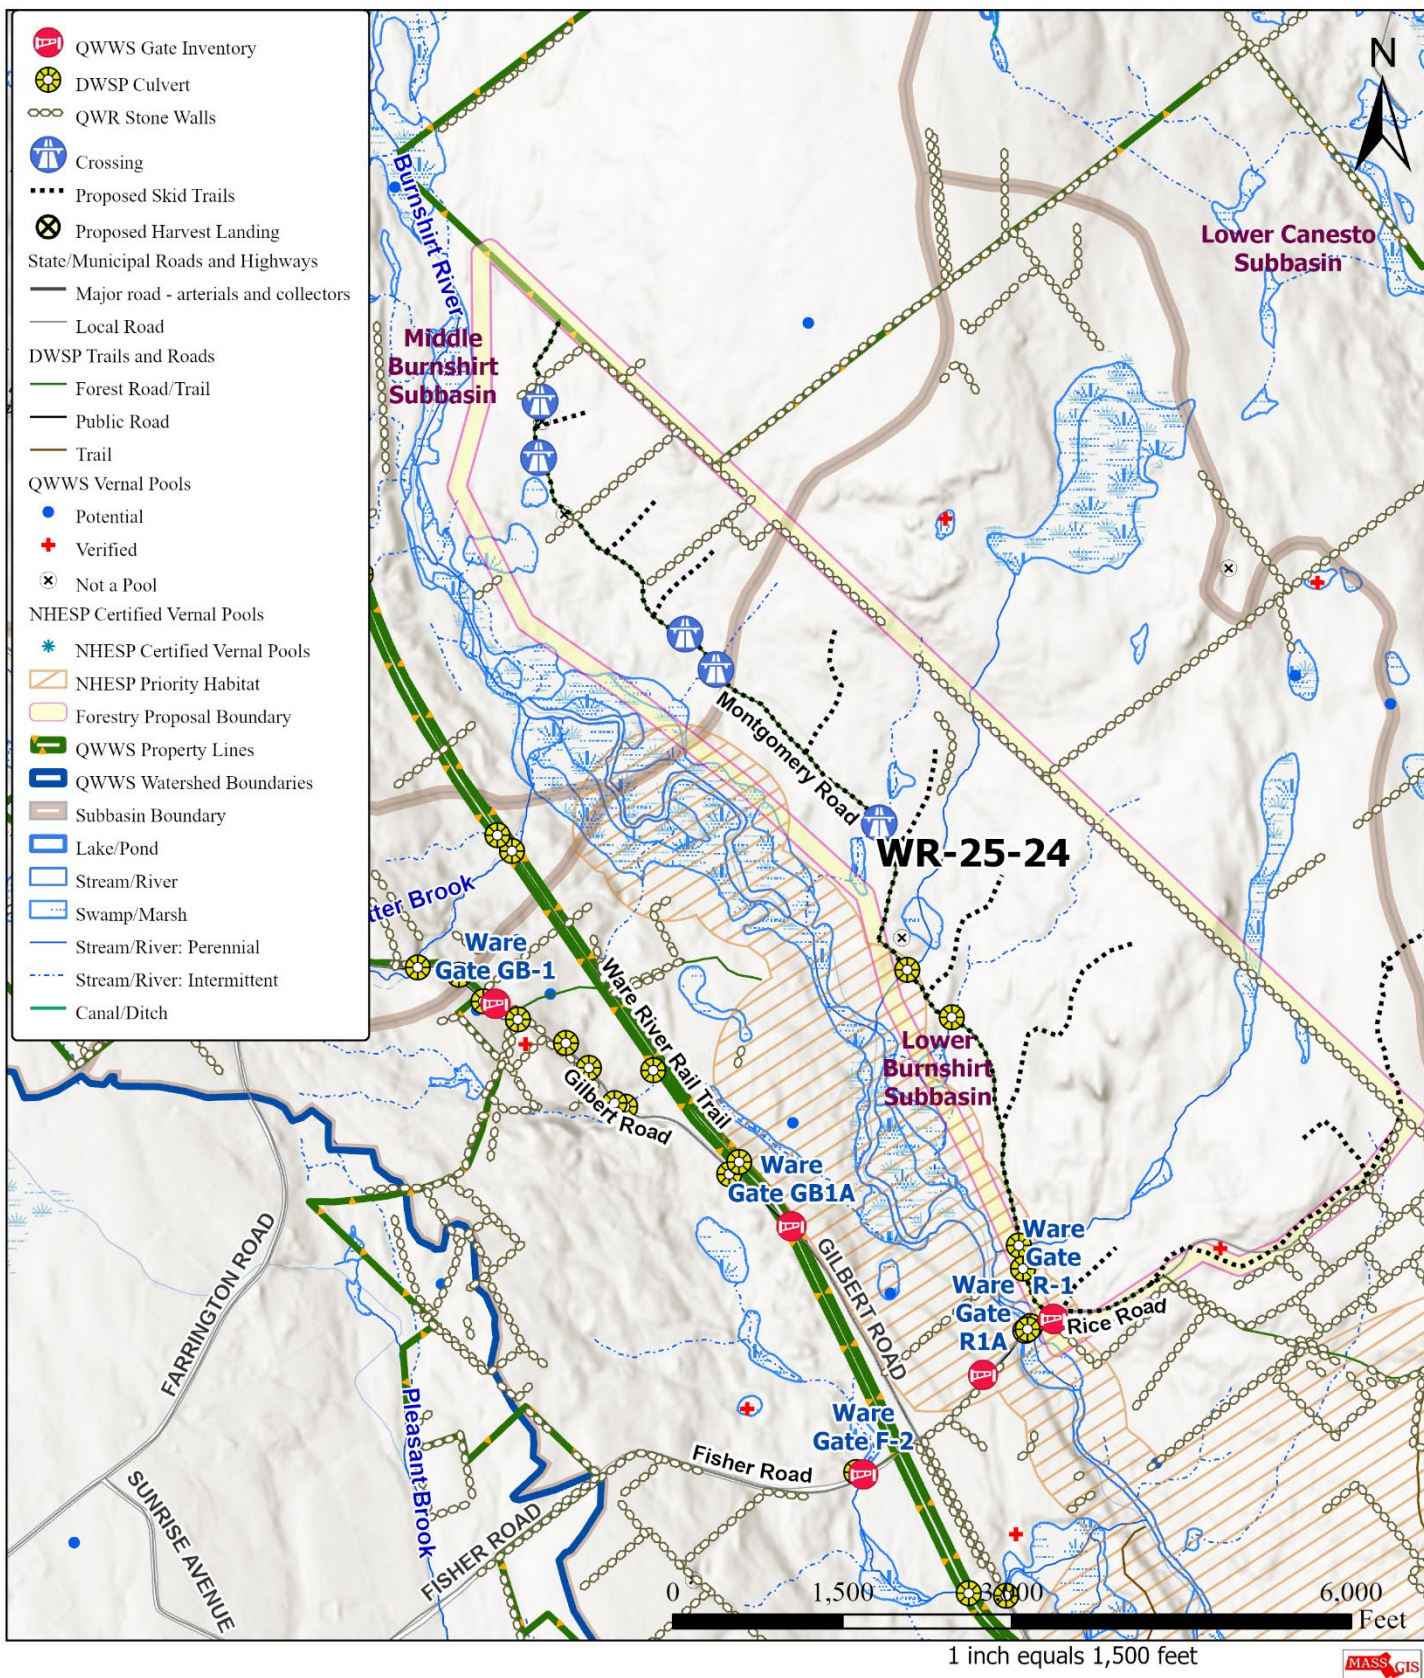 QWWS Gate Inventory
DWSP Culvert
QWR Stone Walls
Crossing
Proposed Skid Trails
Proposed Harvest Landing
State/Municipal Roads and Highways
Major road - arterials and collectors
Local Road
DWSP Trails and Roads
Forest Road/Trail
Public Road
Trail
QWWS Vernal Pools
Potential
Verified
Not a Pool
NHESP Certified Vernal Pools
NHESP Certified Vernal Pools
NHESP Priority Habitat
Forestry Proposal Boundary
QWWS Property Lines
QWWS Watershed Boundaries
Subbasin Boundary
Lake/Pond
Stream/River
Swamp/Marsh
Stream/River: Perennial
Stream/River: Intermittent
Canal/Ditch
N
Burnshirt River
Lower Canesto
Subbasin
Middle
Burnshirt
Subbasin
Montgomery Road
WR-25-24
tter Brook
Ware
Gate GB-1
Ware River Rail Trail
Gilbert Road
Lower
Burnshirt
Subbasin
Ware
Gate GB1A
GILBERT ROAD
Ware
Gate
R-1
Ware
Gate
R1A
Rice Road
FARRINGTON ROAD
Pleasant Brook
Ware
Gate F-2
Fisher Road
FISHER ROAD
SUNRISE AVENUE
0 1,500 3,000 6,000
Feet
1 inch equals 1,500 feet
MASS GIS